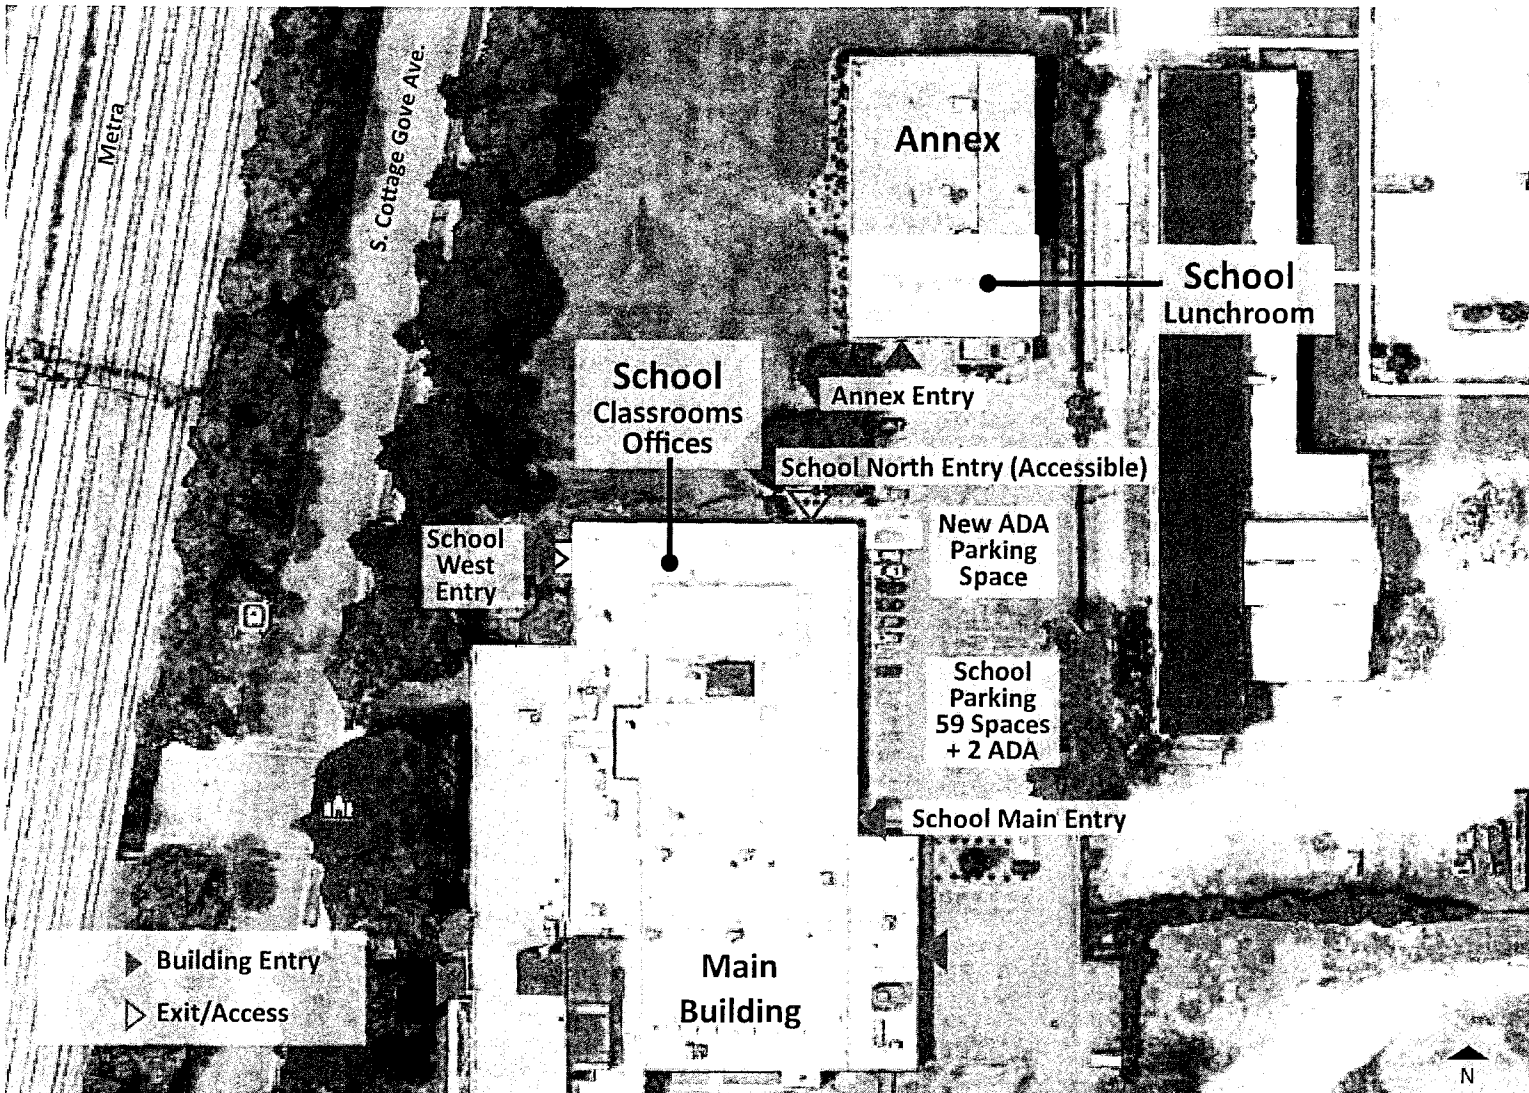 Metra
S. Cottage Gove Ave.
Annex
School
Lunchroom
School
Classrooms
Offices
Annex Entry
School North Entry (Accessible)
School
West
Entry
New ADA
Parking
Space
School
Parking
59 Spaces
+ 2 ADA
School Main Entry
Building Entry
Exit/Access
Main
Building
N